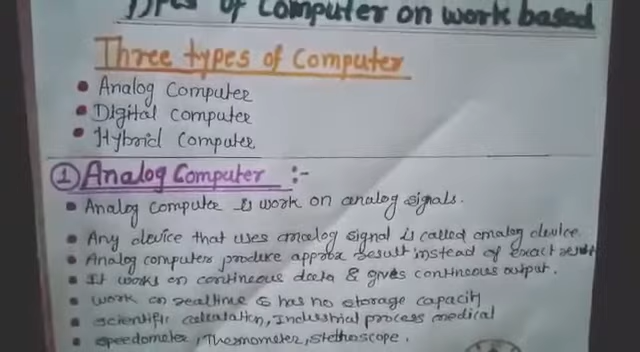 Types of Computer on work based
Three types of Computer
• Analog Computer
• Digital Computer
• Hybrid Computer
① Analog Computer :-
• Analog Computer is work on analog signals.
• Any device that uses analog signal is called analog device.
• Analog computers produce approx result instead of exact result
• It works on continuous data & gives continuous output.
• work on realtime & has no storage capacity
• scientific calculation, Industrial process medical
• speedometer, Thermometer, stethoscope.